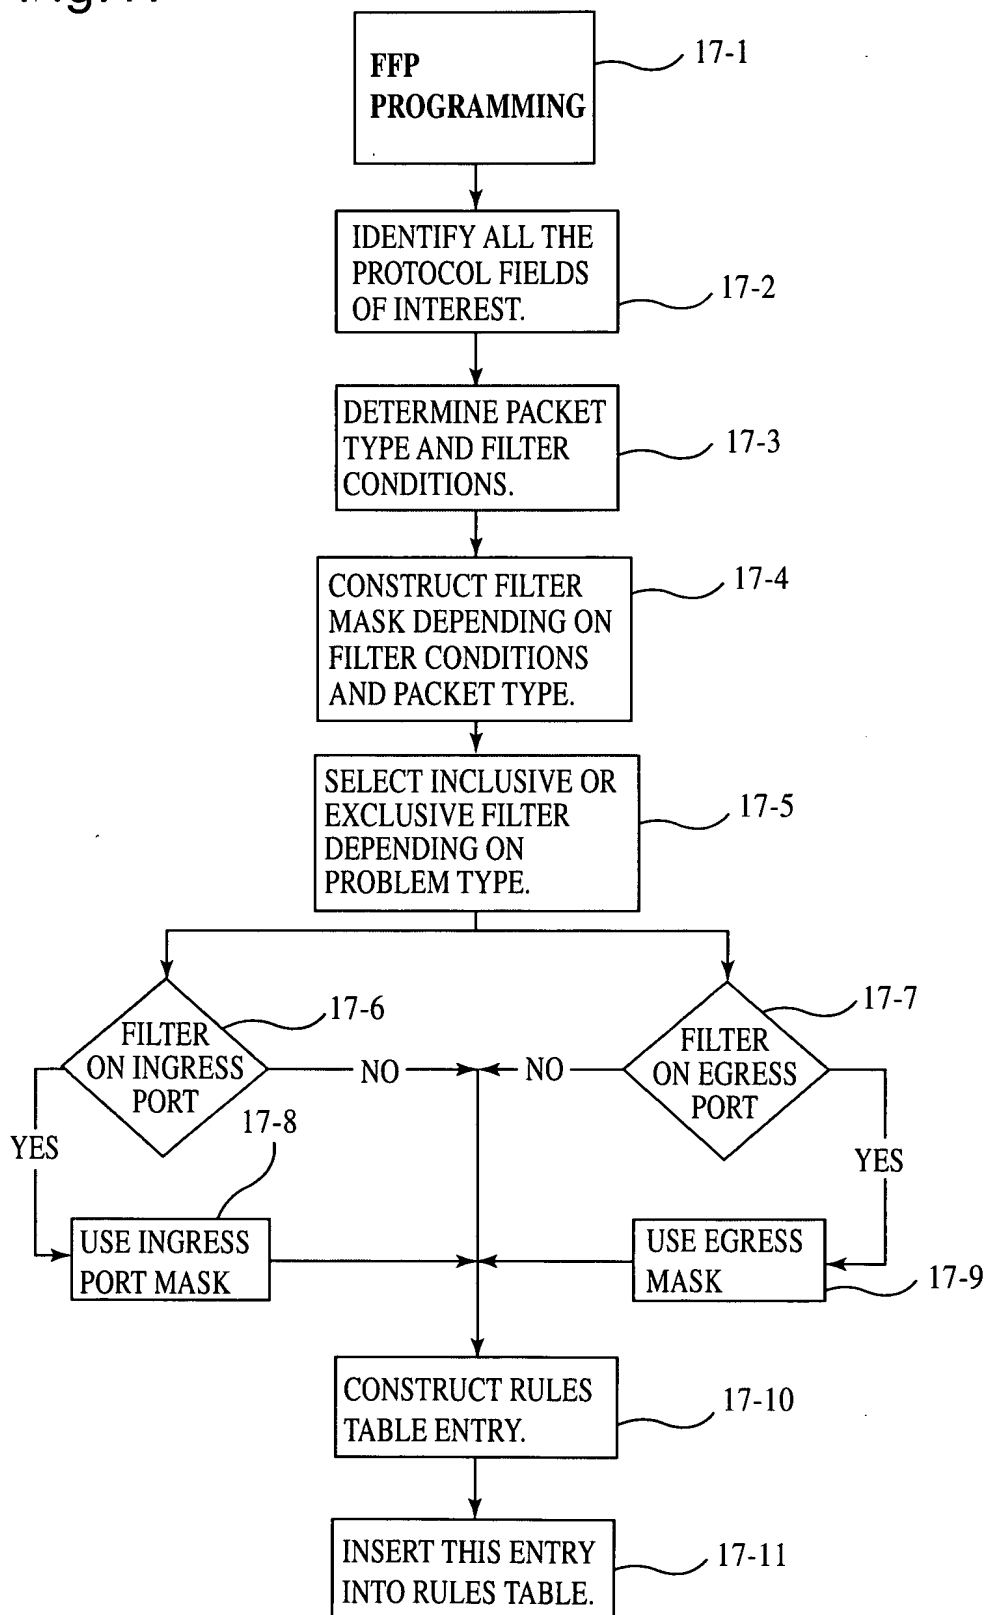 17-1
FFP
PROGRAMMING
IDENTIFY ALL THE
PROTOCOL FIELDS
OF INTEREST.
17-2
DETERMINE PACKET
TYPE AND FILTER
CONDITIONS.
17-3
CONSTRUCT FILTER
MASK DEPENDING ON
FILTER CONDITIONS
AND PACKET TYPE.
17-4
SELECT INCLUSIVE OR
EXCLUSIVE FILTER
DEPENDING ON
PROBLEM TYPE.
17-5
FILTER
ON INGRESS
PORT
17-6
NO
YES
FILTER
ON EGRESS
PORT
17-7
NO
YES
17-8
USE INGRESS
PORT MASK
USE EGRESS
MASK
17-9
CONSTRUCT RULES
TABLE ENTRY.
17-10
INSERT THIS ENTRY
INTO RULES TABLE.
17-11